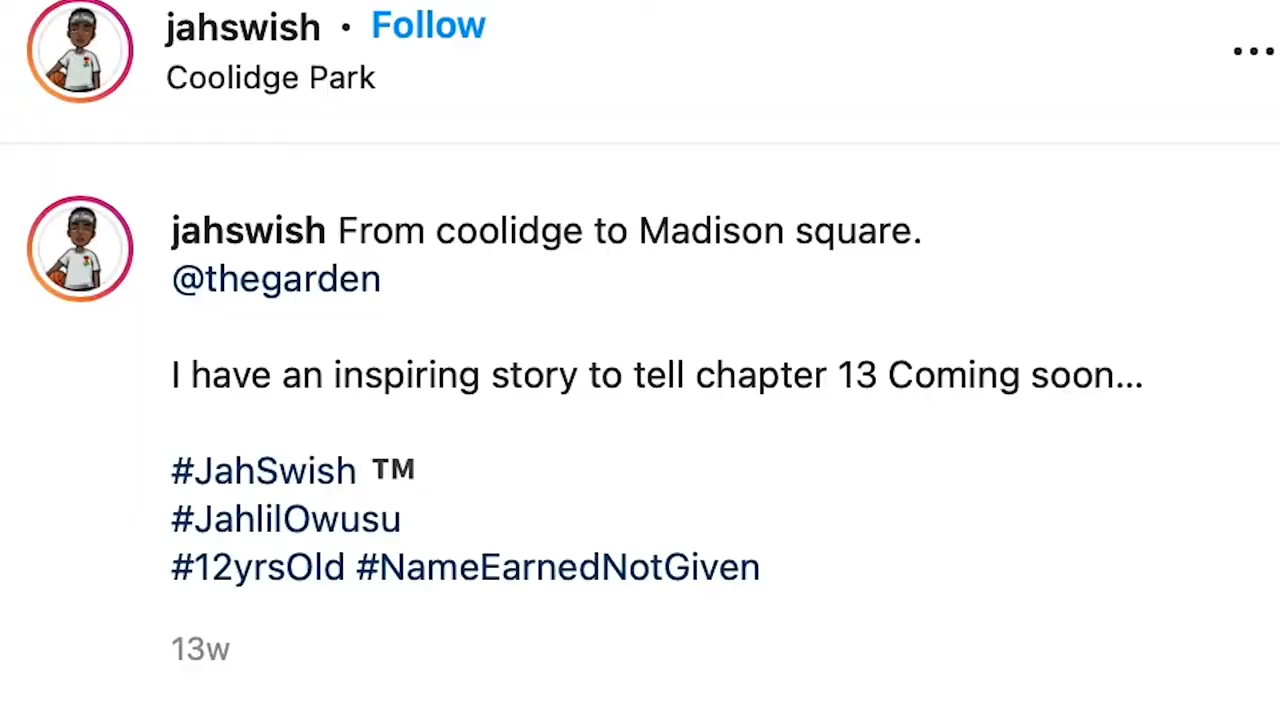 jahswish • Follow
Coolidge Park
jahswish From coolidge to Madison square.
@thegarden
I have an inspiring story to tell chapter 13 Coming soon...
#JahSwish ™
#JahlilOwusu
#12yrsOld #NameEarnedNotGiven
13w